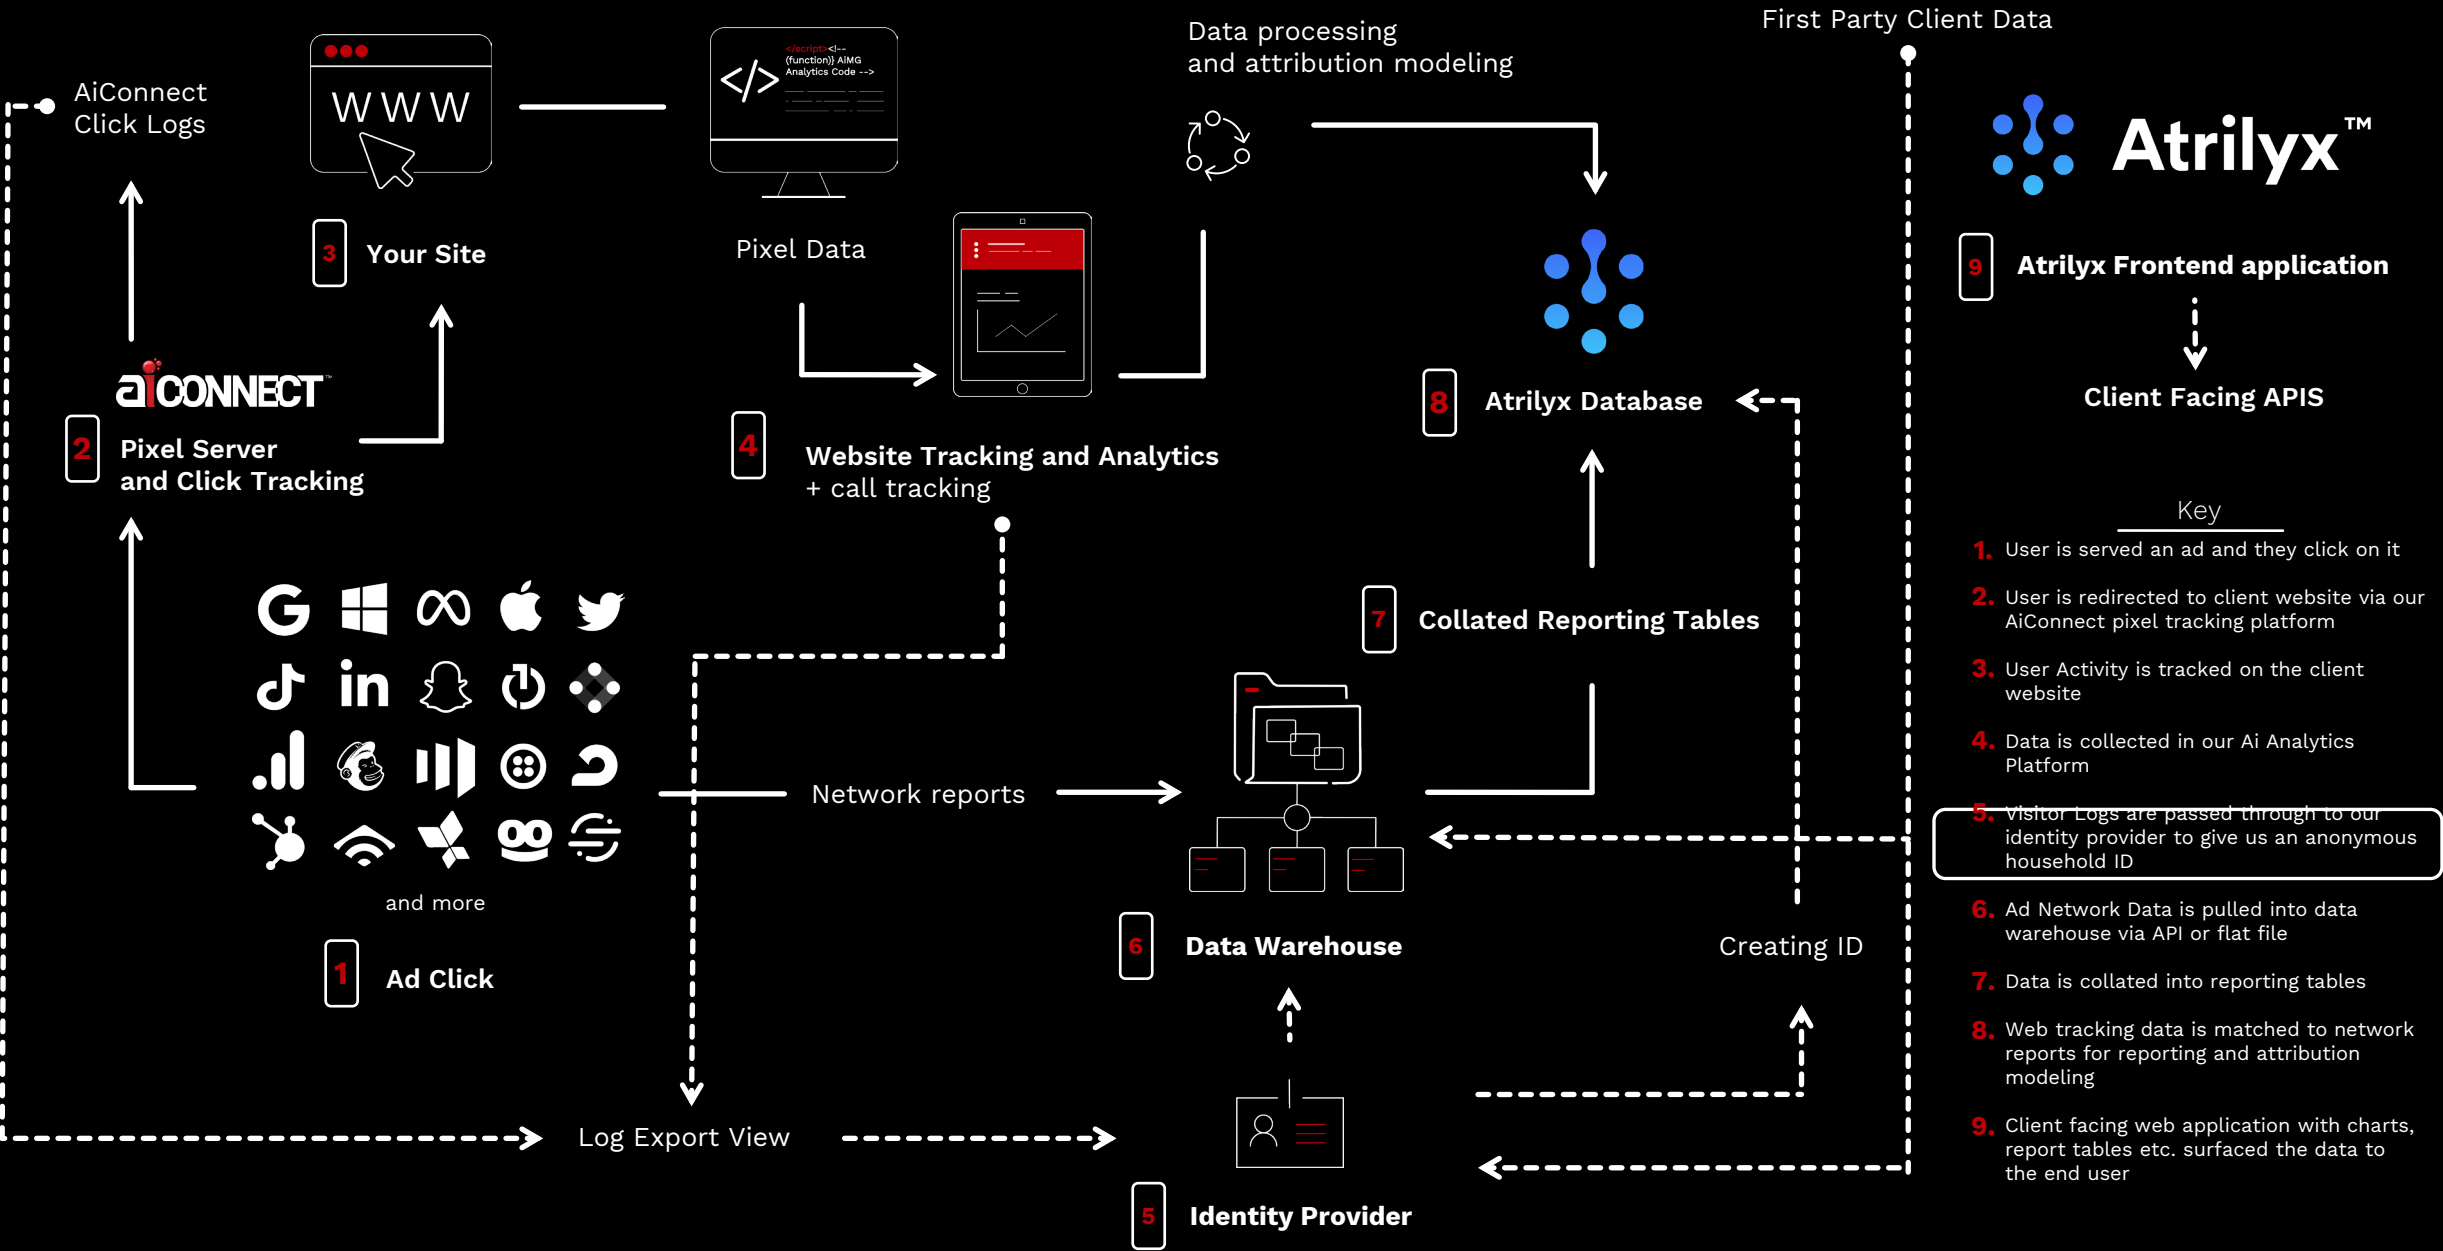 First Party Client Data
Data processing
and attribution modeling
AiConnect
Click Logs
WWW
</>
</script><!--
(function)} AiMG
Analytics Code -->
Atrilyx™
3
Your Site
Pixel Data
9
Atrilyx Frontend application
Client Facing APIS
aiCONNECT™
2
Pixel Server
and Click Tracking
4
Website Tracking and Analytics
+ call tracking
8
Atrilyx Database
7
Collated Reporting Tables
G
in
and more
1
Ad Click
Network reports
6
Data Warehouse
Creating ID
Log Export View
5
Identity Provider
Key
1. User is served an ad and they click on it
2. User is redirected to client website via our
AiConnect pixel tracking platform
3. User Activity is tracked on the client
website
4. Data is collected in our Ai Analytics
Platform
5. Visitor Logs are passed through to our
identity provider to give us an anonymous
household ID
6. Ad Network Data is pulled into data
warehouse via API or flat file
7. Data is collated into reporting tables
8. Web tracking data is matched to network
reports for reporting and attribution
modeling
9. Client facing web application with charts,
report tables etc. surfaced the data to
the end user